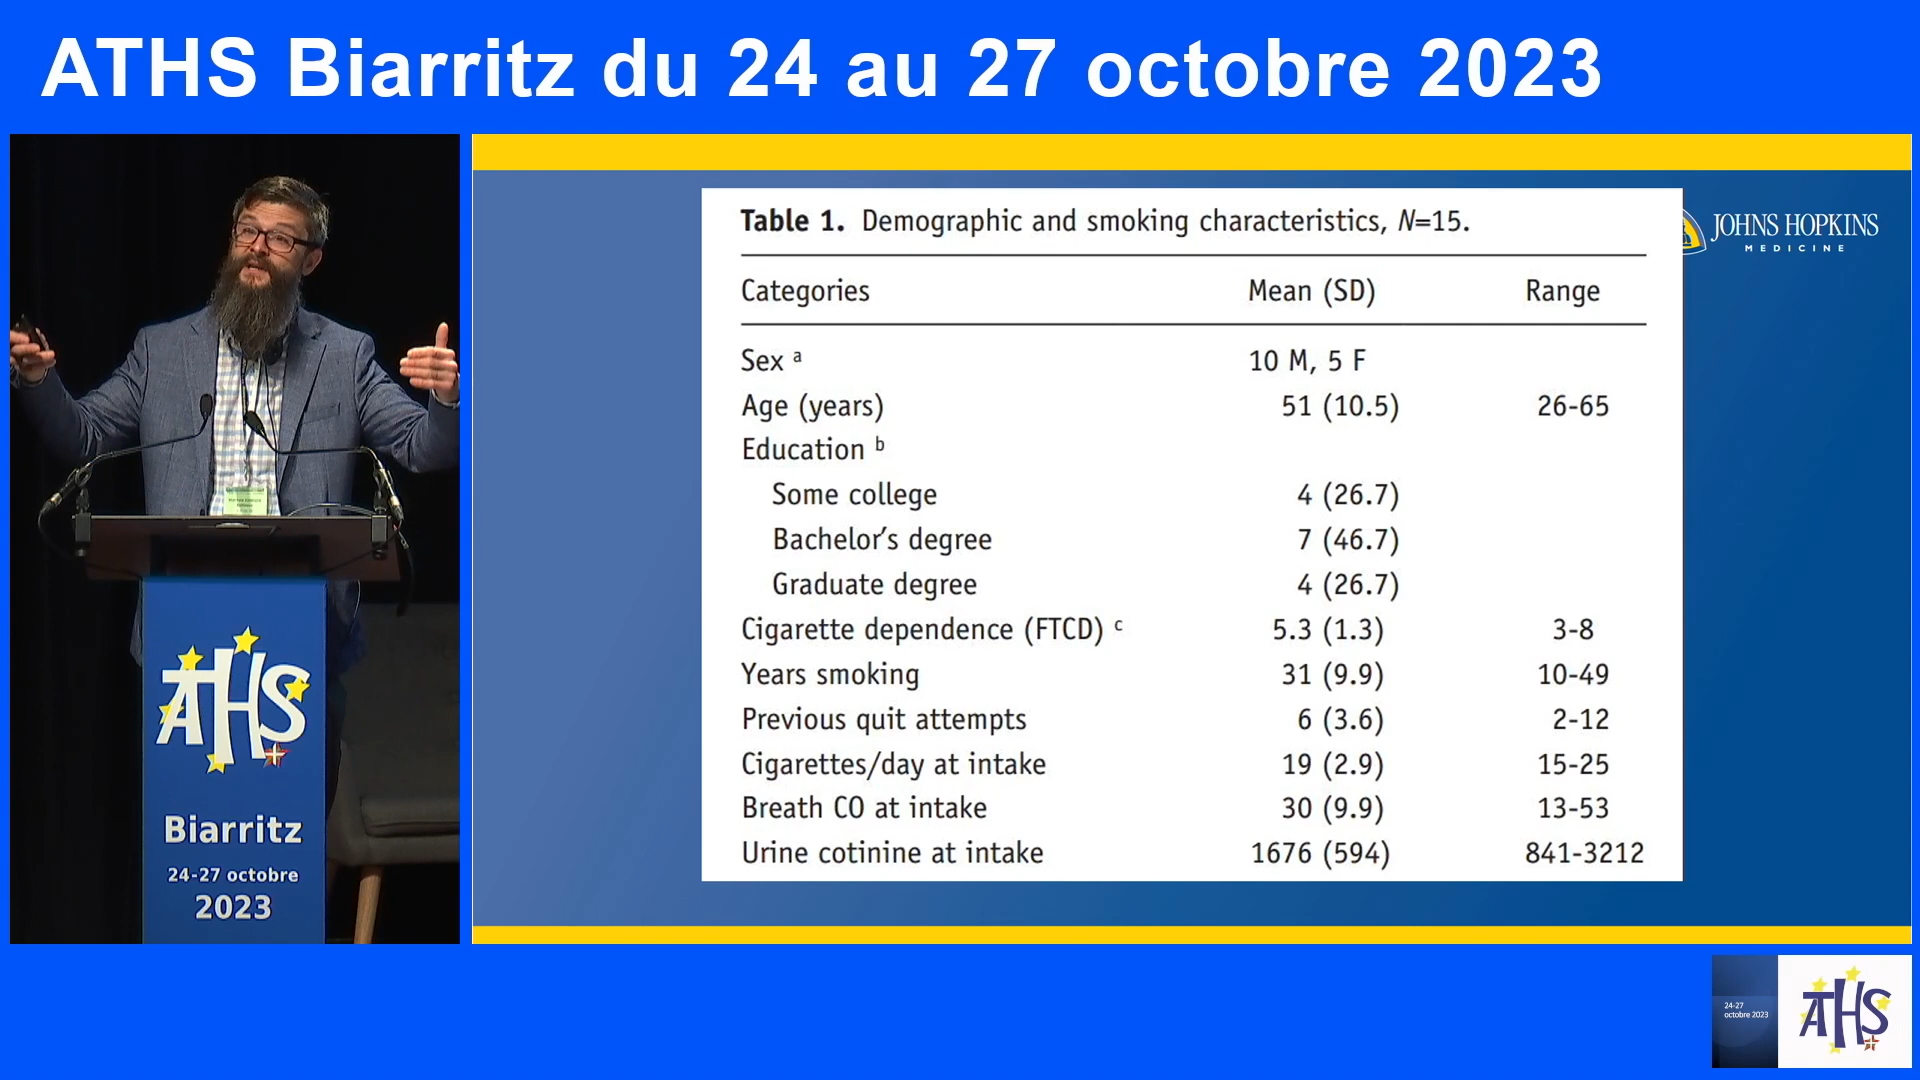 ATHS Biarritz du 24 au 27 octobre 2023
ATHS
Biarritz
24-27 octobre
2023
JOHNS HOPKINS
MEDICINE
Table 1. Demographic and smoking characteristics, N=15.
Categories Mean (SD) Range
Sex a 10 M, 5 F
Age (years) 51 (10.5) 26-65
Education b
Some college 4 (26.7)
Bachelor's degree 7 (46.7)
Graduate degree 4 (26.7)
Cigarette dependence (FTCD) c 5.3 (1.3) 3-8
Years smoking 31 (9.9) 10-49
Previous quit attempts 6 (3.6) 2-12
Cigarettes/day at intake 19 (2.9) 15-25
Breath CO at intake 30 (9.9) 13-53
Urine cotinine at intake 1676 (594) 841-3212
24-27
octobre 2023
ATHS